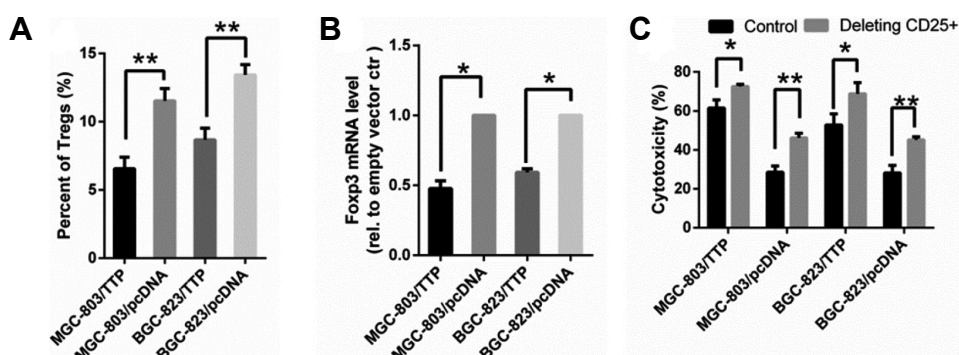 A
Percent of Tregs (%)
15
10
5
0
**
**
MGC-803/TTP
MGC-803/pcDNA
BGC-823/TTP
BGC-823/pcDNA
B
Foxp3 mRNA level
(rel. to empty vector ctr)
1.5
1.0
0.5
0.0
*
*
MGC-803/TTP
MGC-803/pcDNA
BGC-823/TTP
BGC-823/pcDNA
C
Control Deleting CD25+
Cytotoxicity (%)
80
60
40
20
0
*
**
*
**
MGC-803/TTP
MGC-803/pcDNA
BGC-823/TTP
BGC-823/pcDNA